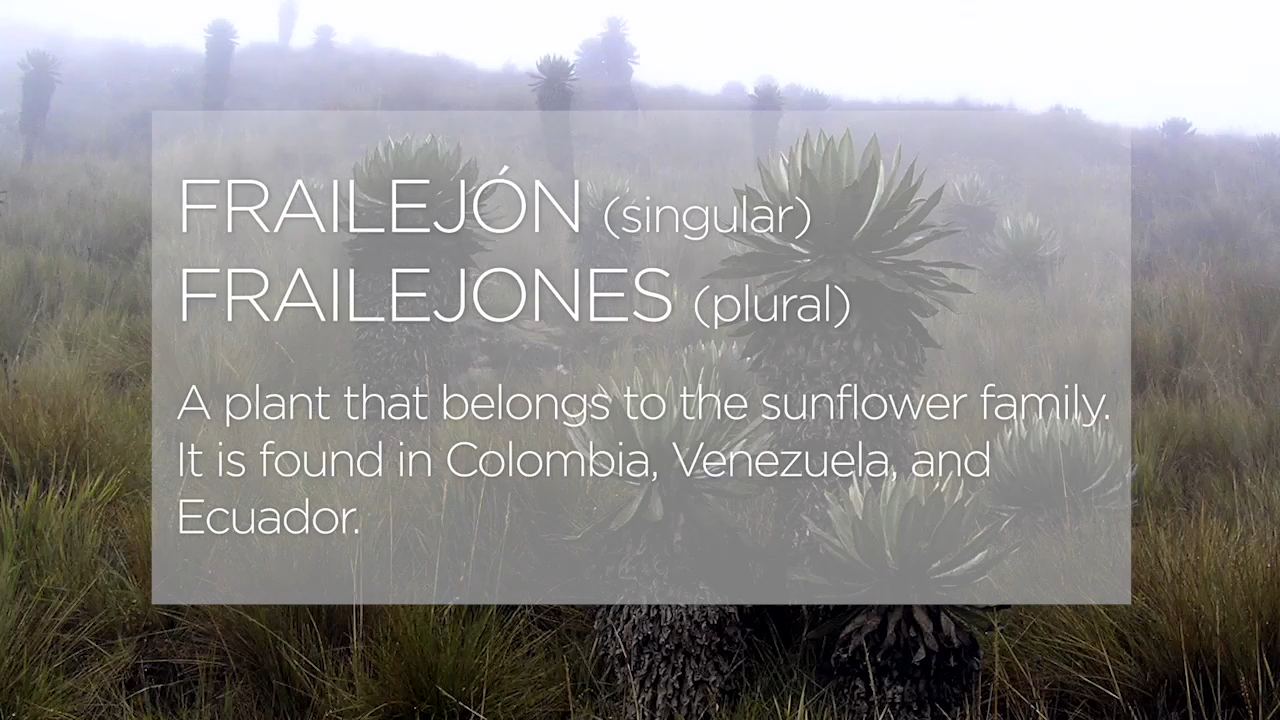 FRAILEJÓN (singular)
FRAILEJONES (plural)
A plant that belongs to the sunflower family.
It is found in Colombia, Venezuela, and
Ecuador.